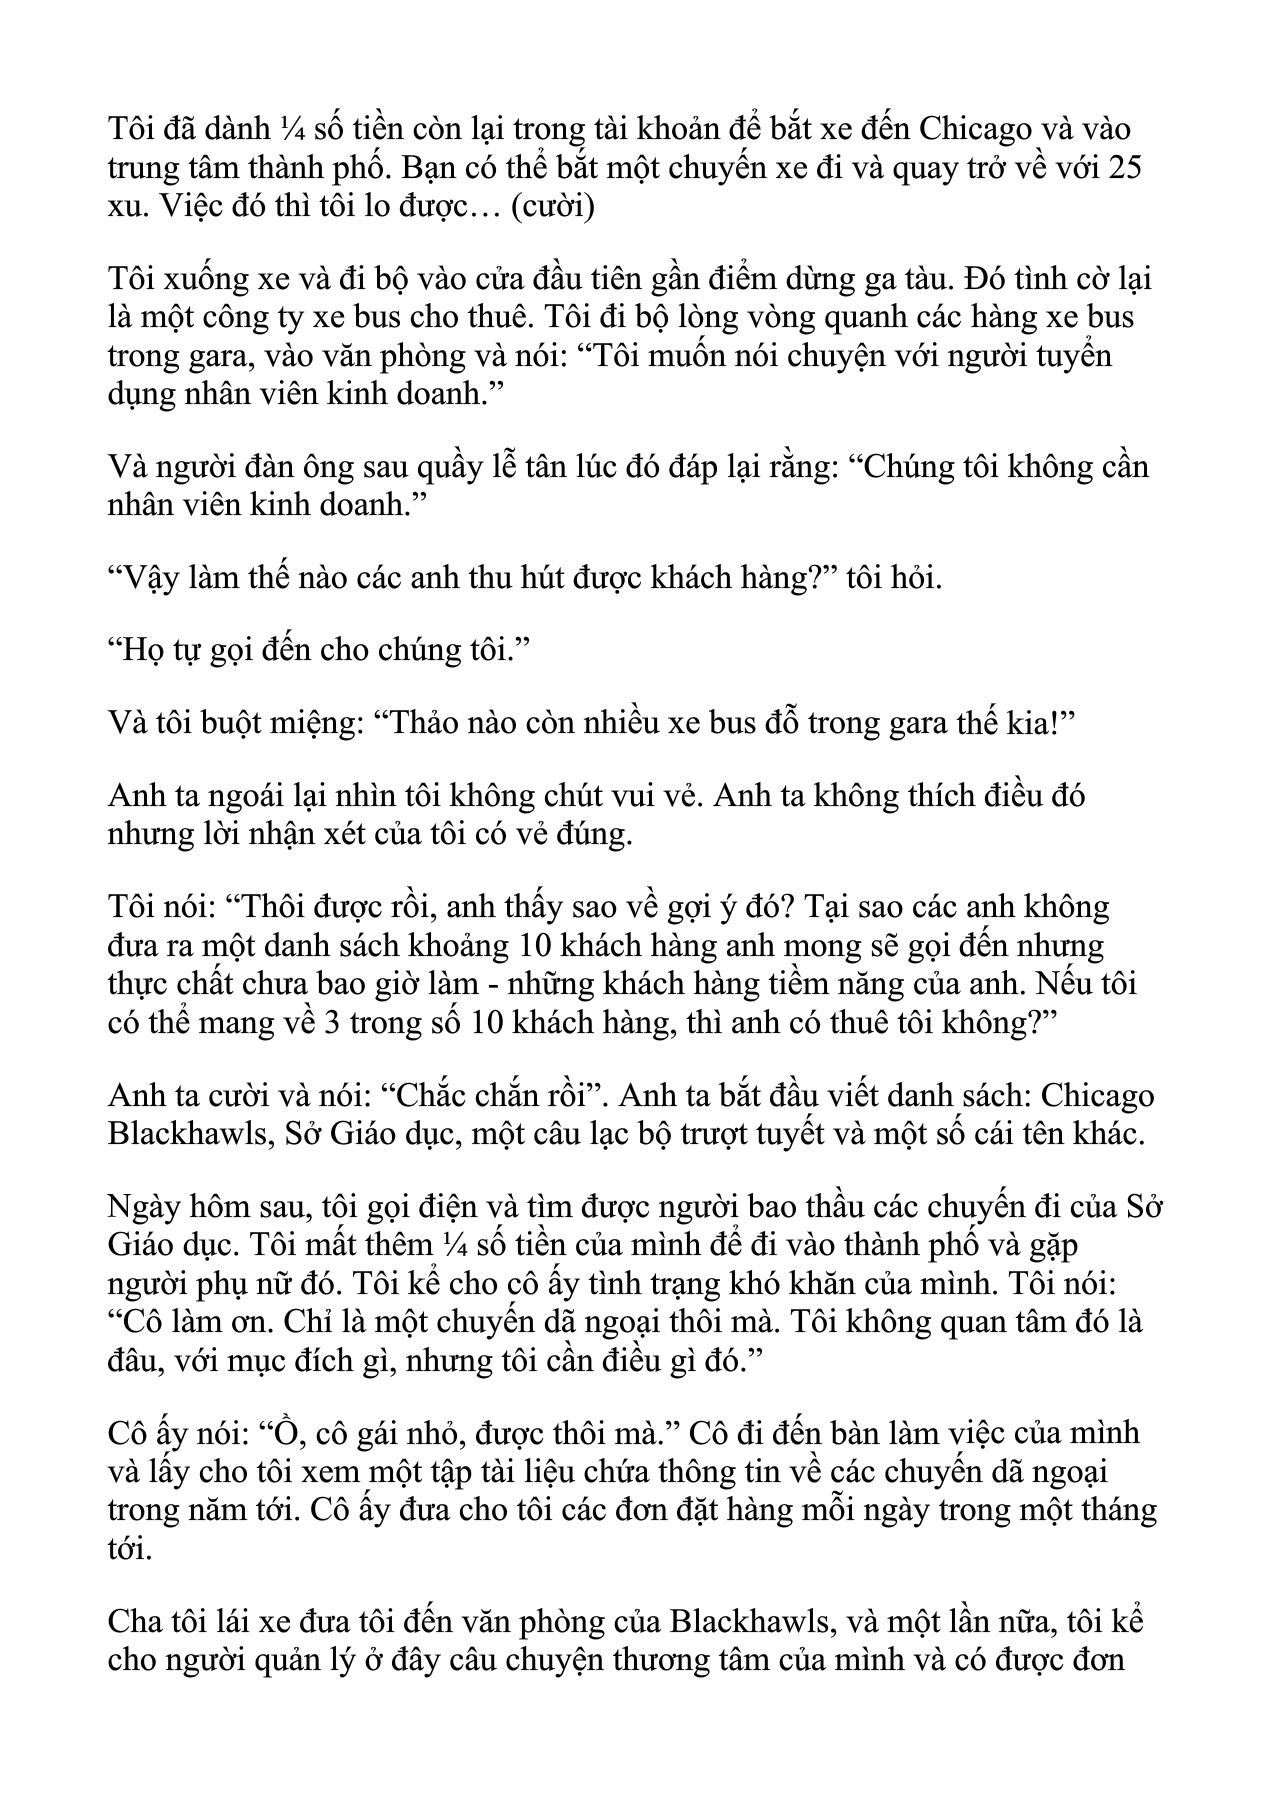 Tôi đã dành ¼ số tiền còn lại trong tài khoản để bắt xe đến Chicago và vào
trung tâm thành phố. Bạn có thể bắt một chuyến xe đi và quay trở về với 25
xu. Việc đó thì tôi lo được… (cười)
Tôi xuống xe và đi bộ vào cửa đầu tiên gần điểm dừng ga tàu. Đó tình cờ lại
là một công ty xe bus cho thuê. Tôi đi bộ lòng vòng quanh các hàng xe bus
trong gara, vào văn phòng và nói: “Tôi muốn nói chuyện với người tuyển
dụng nhân viên kinh doanh.”
Và người đàn ông sau quầy lễ tân lúc đó đáp lại rằng: “Chúng tôi không cần
nhân viên kinh doanh.”
“Vậy làm thế nào các anh thu hút được khách hàng?” tôi hỏi.
“Họ tự gọi đến cho chúng tôi.”
Và tôi buột miệng: “Thảo nào còn nhiều xe bus đỗ trong gara thế kia!”
Anh ta ngoái lại nhìn tôi không chút vui vẻ. Anh ta không thích điều đó
nhưng lời nhận xét của tôi có vẻ đúng.
Tôi nói: “Thôi được rồi, anh thấy sao về gợi ý đó? Tại sao các anh không
đưa ra một danh sách khoảng 10 khách hàng anh mong sẽ gọi đến nhưng
thực chất chưa bao giờ làm - những khách hàng tiềm năng của anh. Nếu tôi
có thể mang về 3 trong số 10 khách hàng, thì anh có thuê tôi không?”
Anh ta cười và nói: “Chắc chắn rồi”. Anh ta bắt đầu viết danh sách: Chicago
Blackhawls, Sở Giáo dục, một câu lạc bộ trượt tuyết và một số cái tên khác.
Ngày hôm sau, tôi gọi điện và tìm được người bao thầu các chuyến đi của Sở
Giáo dục. Tôi mất thêm ¼ số tiền của mình để đi vào thành phố và gặp
người phụ nữ đó. Tôi kể cho cô ấy tình trạng khó khăn của mình. Tôi nói:
“Cô làm ơn. Chỉ là một chuyến dã ngoại thôi mà. Tôi không quan tâm đó là
đâu, với mục đích gì, nhưng tôi cần điều gì đó.”
Cô ấy nói: “Ồ, cô gái nhỏ, được thôi mà.” Cô đi đến bàn làm việc của mình
và lấy cho tôi xem một tập tài liệu chứa thông tin về các chuyến dã ngoại
trong năm tới. Cô ấy đưa cho tôi các đơn đặt hàng mỗi ngày trong một tháng
tới.
Cha tôi lái xe đưa tôi đến văn phòng của Blackhawls, và một lần nữa, tôi kể
cho người quản lý ở đây câu chuyện thương tâm của mình và có được đơn